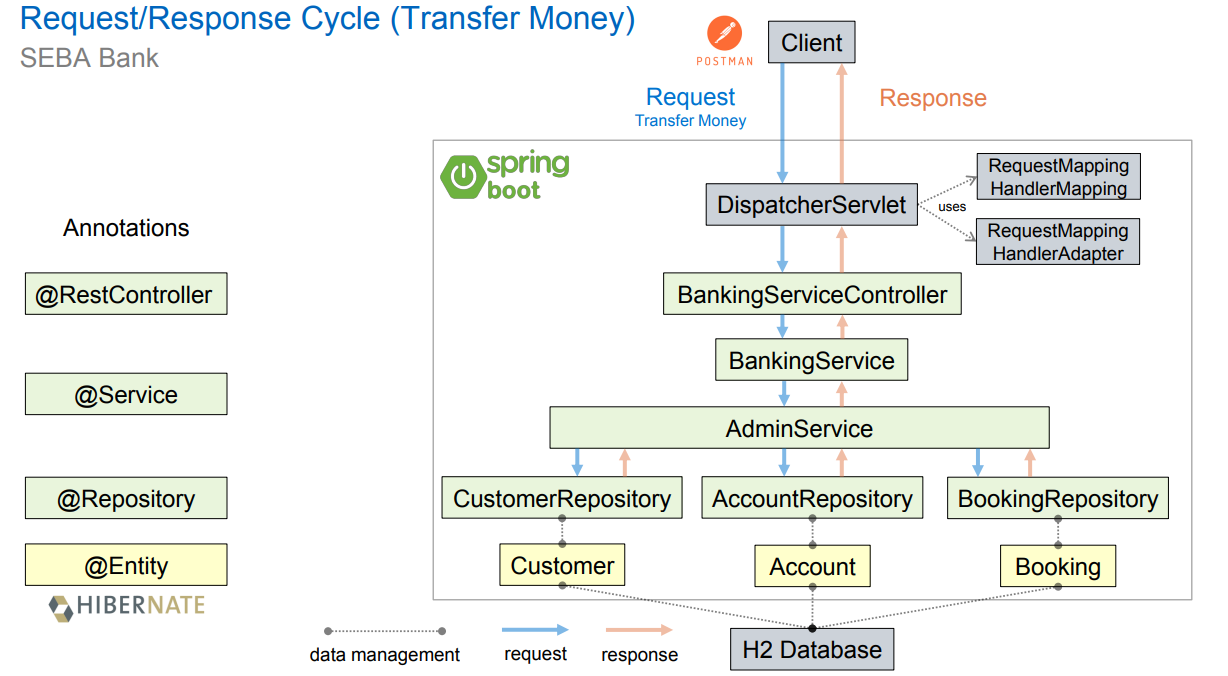 Request/Response Cycle (Transfer Money)
SEBA Bank
POSTMAN
Client
Request
Transfer Money
Response
spring
boot
DispatcherServlet
uses
RequestMapping
HandlerMapping
RequestMapping
HandlerAdapter
Annotations
@RestController
BankingServiceController
@Service
BankingService
AdminService
@Repository
CustomerRepository
AccountRepository
BookingRepository
@Entity
Customer
Account
Booking
HIBERNATE
data management
request
response
H2 Database